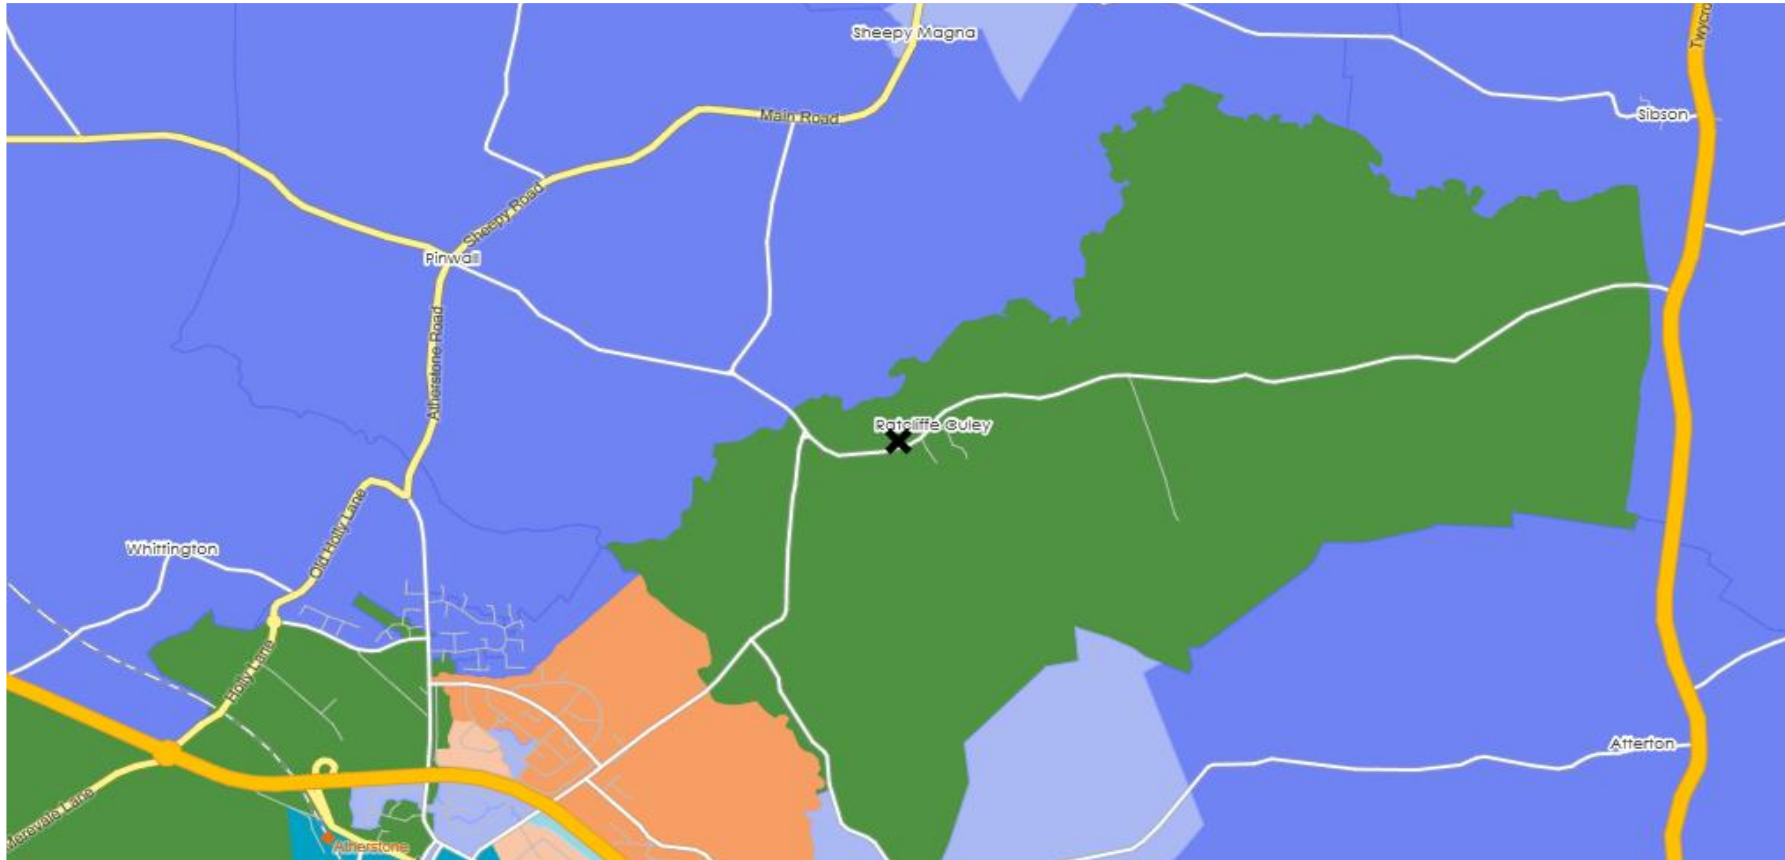 Sheepy Magna
Twycro
Main Road
Sibson
Sheepy Road
Pinwall
Atherstone Road
Ratcliffe Culey
Old Holly Lane
Whittington
Holly Lane
Atterton
Merevale Lane
Atherstone